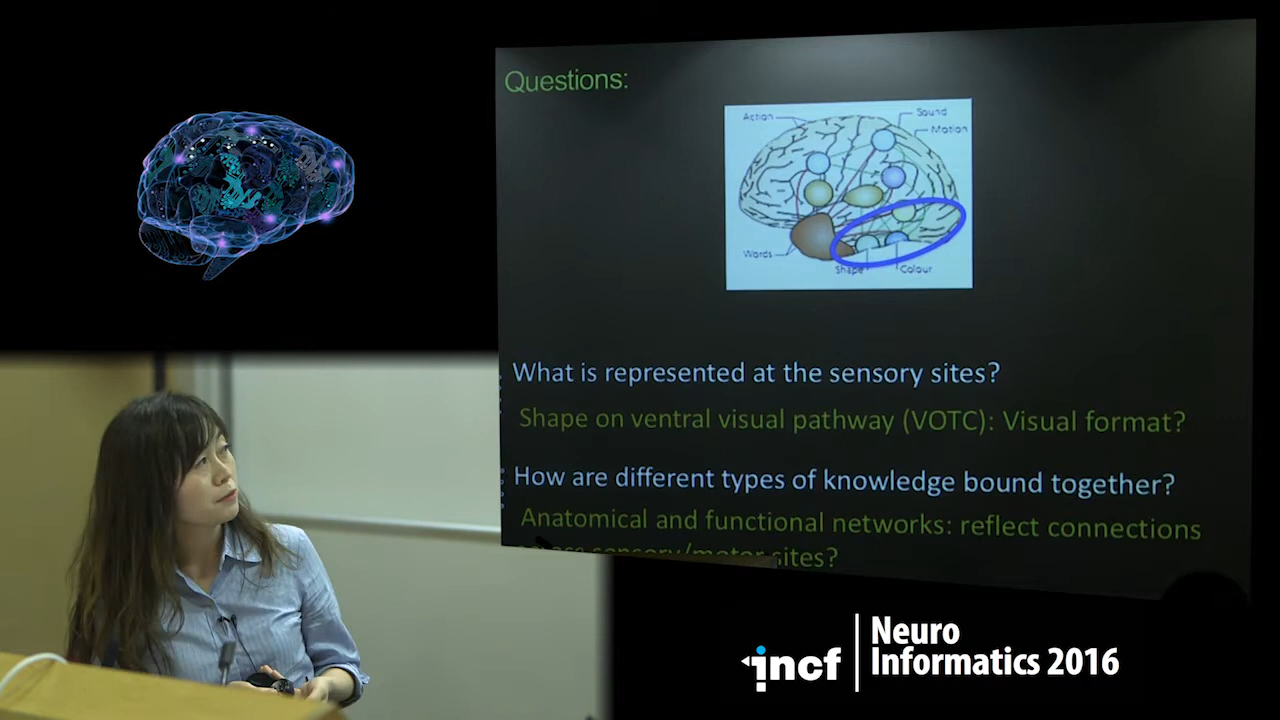 Questions:
Action
Sound
Motion
Words
Shape
Colour
What is represented at the sensory sites?
Shape on ventral visual pathway (VOTC): Visual format?
How are different types of knowledge bound together?
Anatomical and functional networks: reflect connections
sensory/motor sites?
incf
Neuro
Informatics 2016